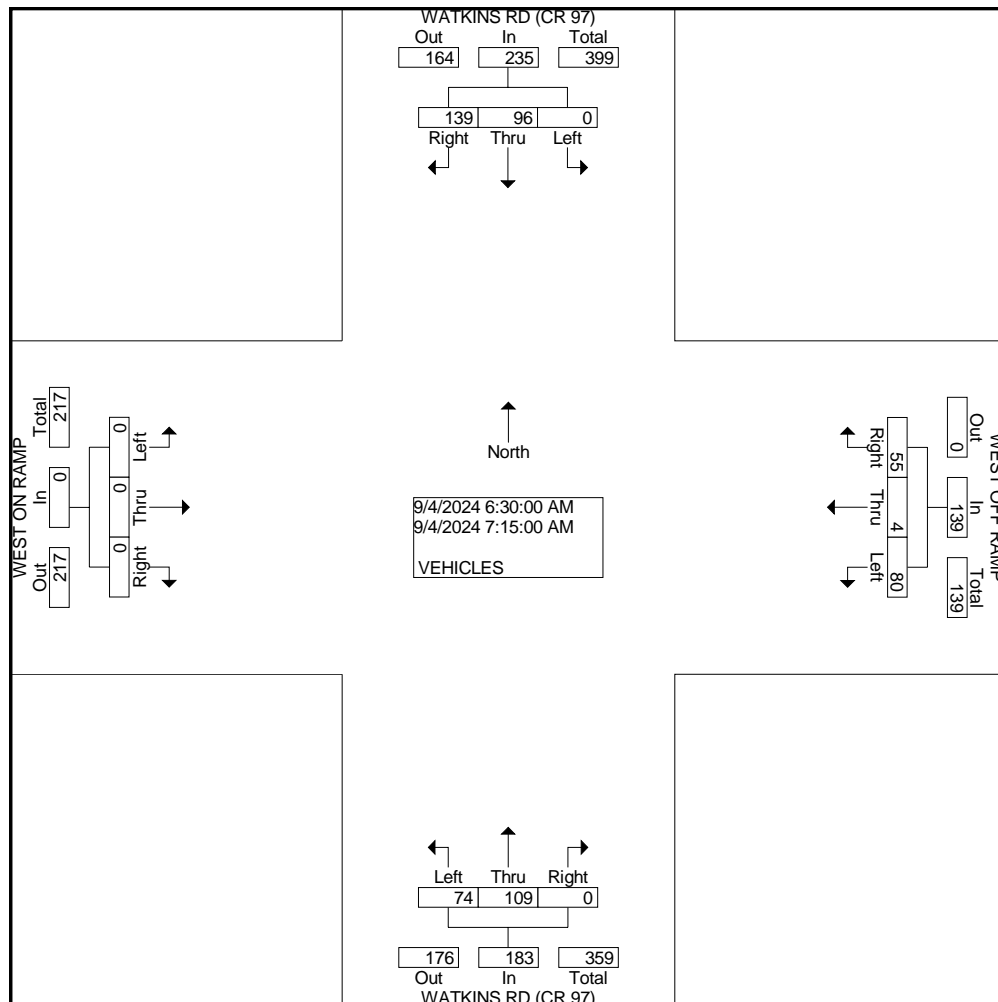 WATKINS RD (CR 97)
Out In Total
164 235 399
139 96 0
Right Thru Left
WEST ON RAMP
Out In Total
217 0 217
Right Thru Left
0 0 0
North
9/4/2024 6:30:00 AM
9/4/2024 7:15:00 AM
VEHICLES
WEST OFF RAMP
Out In Total
0 139 139
55 4 80
Right Thru Left
Left Thru Right
74 109 0
176 183 359
Out In Total
WATKINS RD (CR 97)